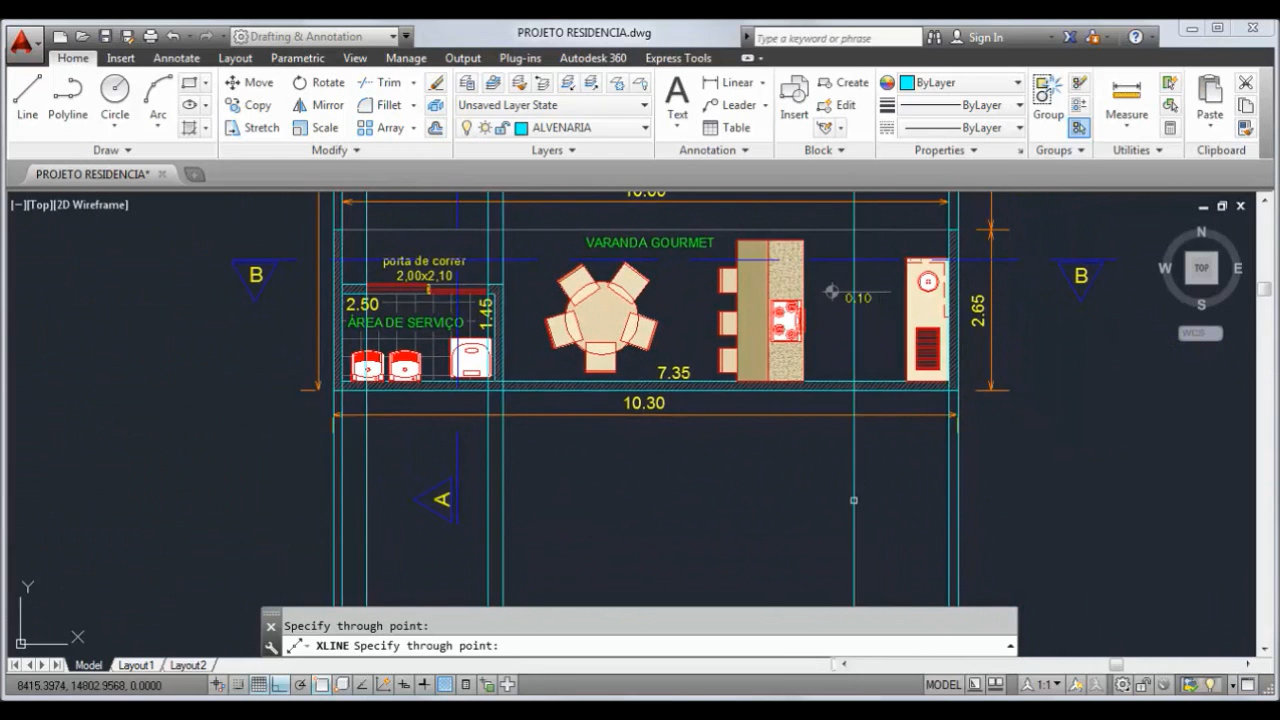 PROJETO RESIDENCIA.dwg
Drafting & Annotation
Type a keyword or phrase
Sign In
Home Insert Annotate Layout Parametric View Manage Output Plug-ins Autodesk 360 Express Tools
Line Polyline Circle Arc
Move Rotate Trim
Copy Mirror Fillet
Stretch Scale Array
Unsaved Layer State
ALVENARIA
Text Linear
Leader
Table
Insert Create
Edit
ByLayer
ByLayer
ByLayer
Group Measure Paste
Draw Modify Layers Annotation Block Properties Groups Utilities Clipboard
PROJETO RESIDENCIA*
[−][Top][2D Wireframe]
N
W TOP E
S
WCS
VARANDA GOURMET
porta de correr
2,00x2,10
B
B
2.50
1.45
ÁREA DE SERVIÇO
0.10
2.65
7.35
10.30
A
Y
X
Specify through point:
XLINE Specify through point:
Model Layout1 Layout2
8415.3974, 14802.9568, 0.0000
MODEL
1:1